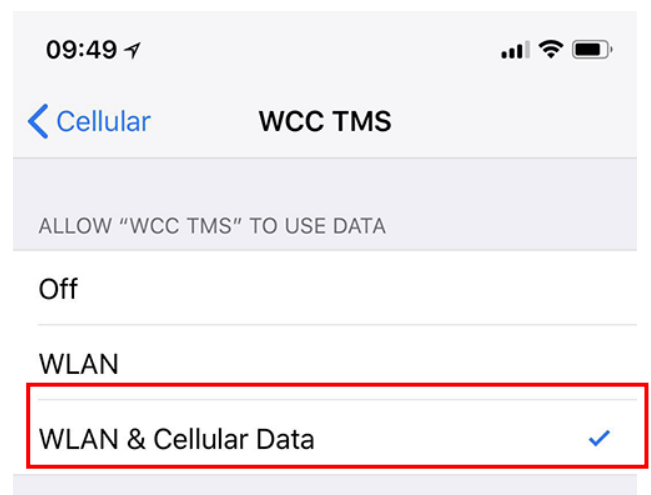 09:49
Cellular WCC TMS
ALLOW “WCC TMS” TO USE DATA
Off
WLAN
WLAN & Cellular Data